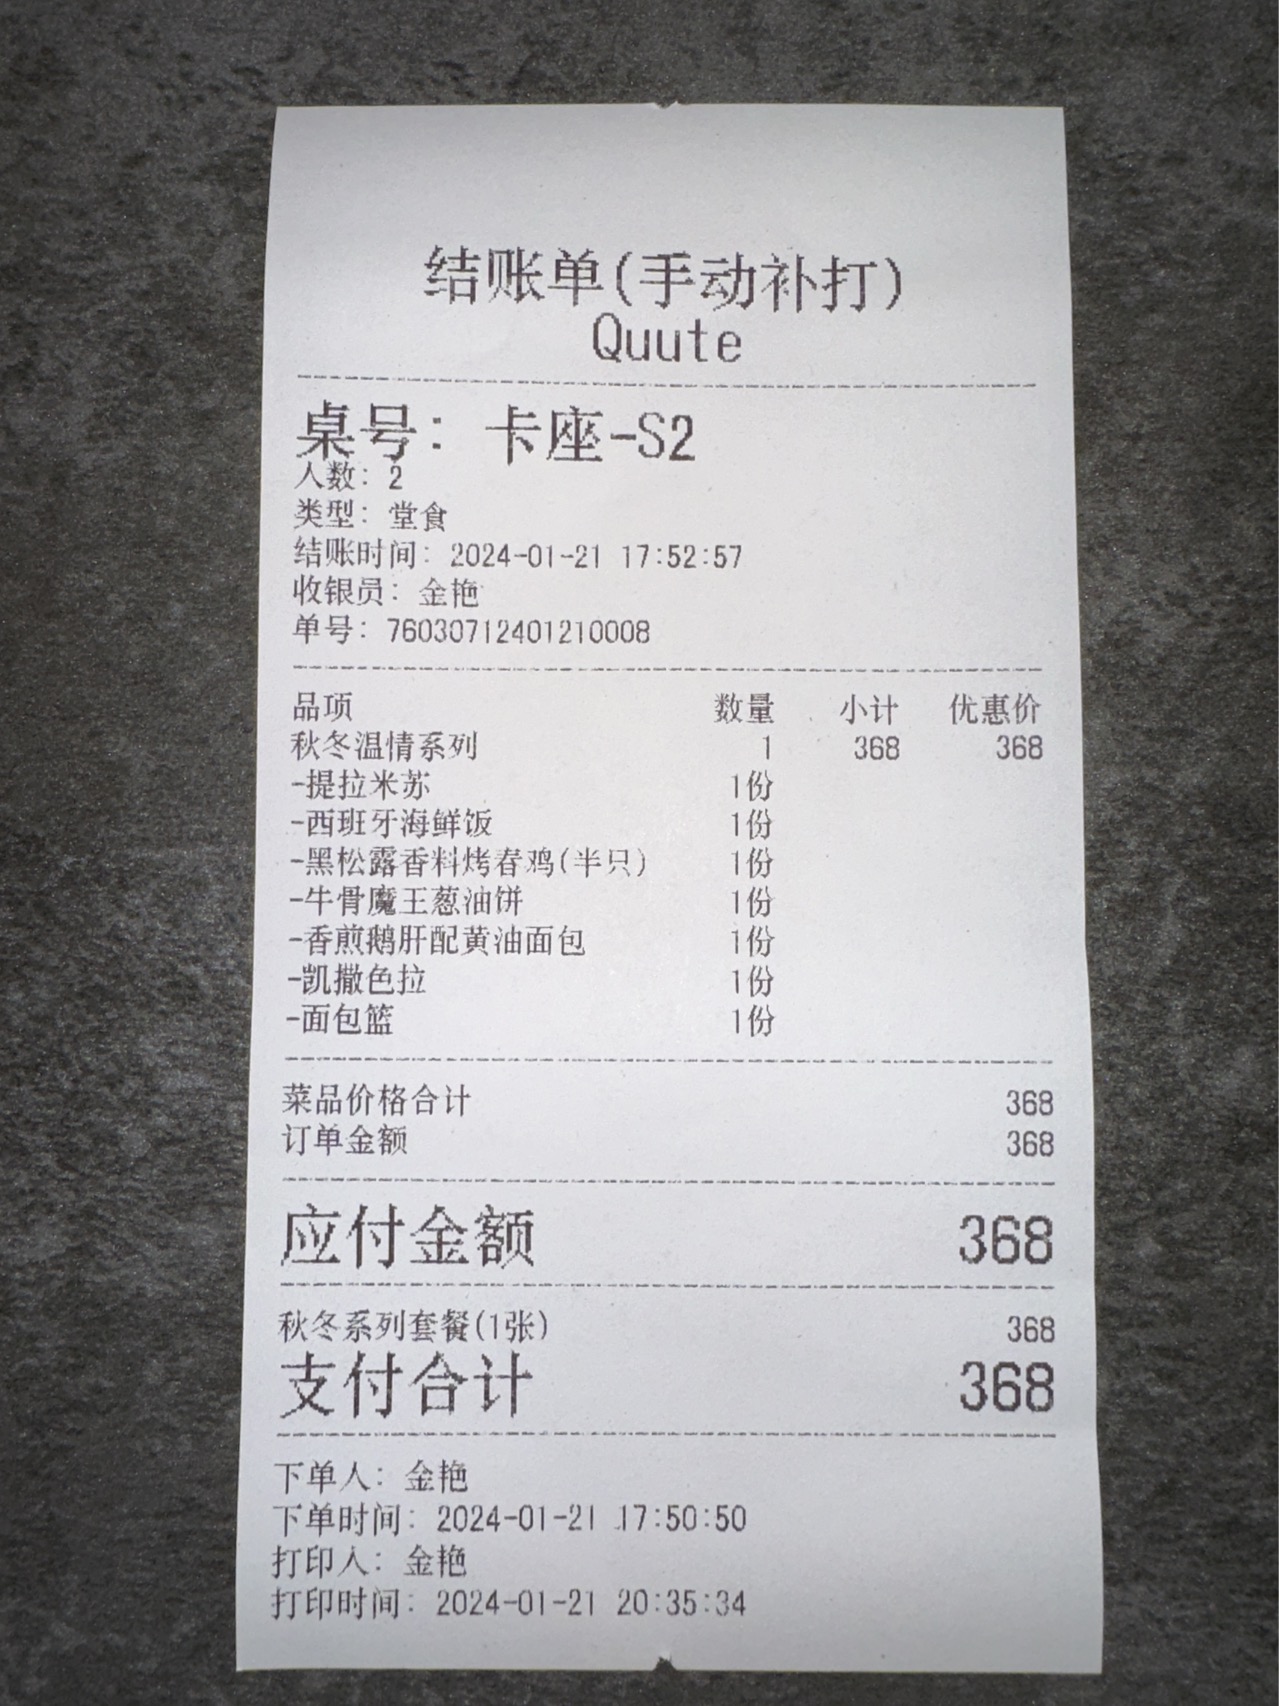 结账单(手动补打)
Quute
桌号: 卡座-S2
人数: 2
类型: 堂食
结账时间: 2024-01-21 17:52:57
收银员: 金艳
单号: 76030712401210008
品项 数量 小计 优惠价
秋冬温情系列 1 368 368
-提拉米苏 1份
-西班牙海鲜饭 1份
-黑松露香料烤春鸡(半只) 1份
-牛骨魔王葱油饼 1份
-香煎鹅肝配黄油面包 1份
-凯撒色拉 1份
-面包篮 1份
菜品价格合计 368
订单金额 368
应付金额 368
秋冬系列套餐(1张) 368
支付合计 368
下单人: 金艳
下单时间: 2024-01-21 17:50:50
打印人: 金艳
打印时间: 2024-01-21 20:35:34